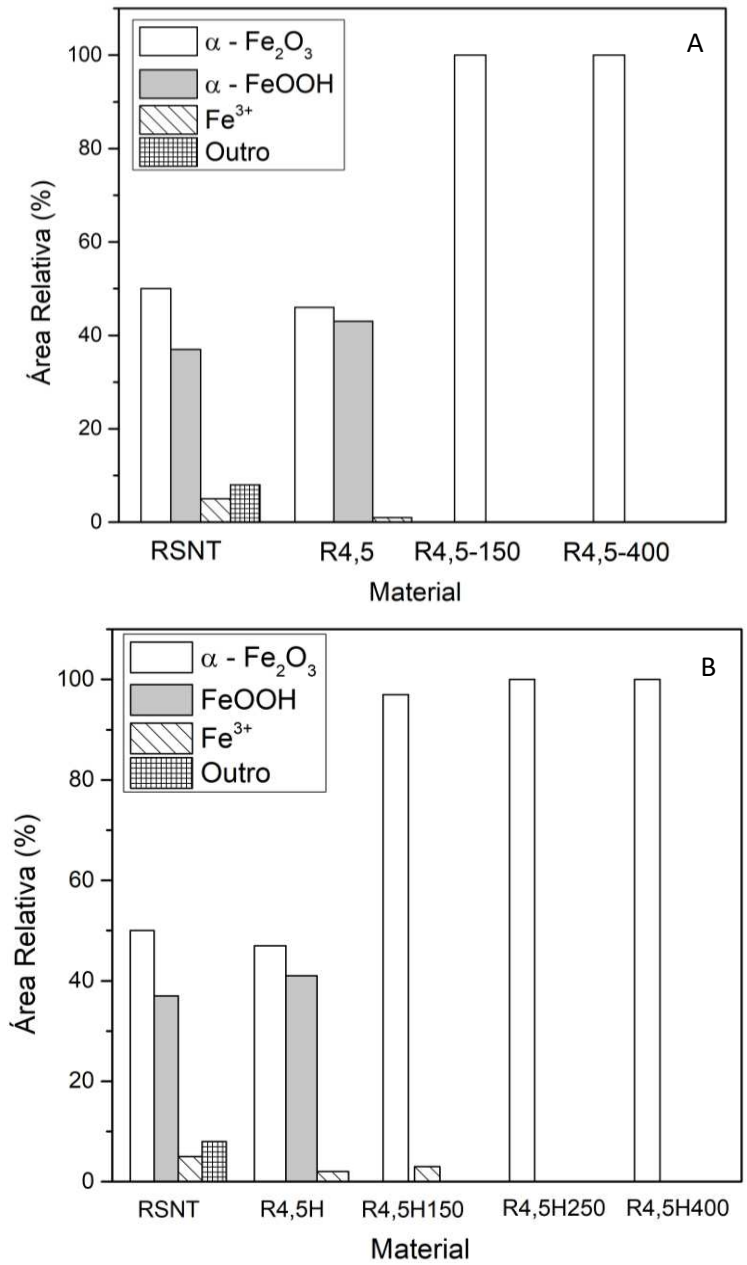 A
α - Fe₂O₃
α - FeOOH
Fe³⁺
Outro
100
80
60
40
20
0
Área Relativa (%)
RSNT R4,5 R4,5-150 R4,5-400
Material
B
α - Fe₂O₃
FeOOH
Fe³⁺
Outro
100
80
60
40
20
0
Área Relativa (%)
RSNT R4,5H R4,5H150 R4,5H250 R4,5H400
Material